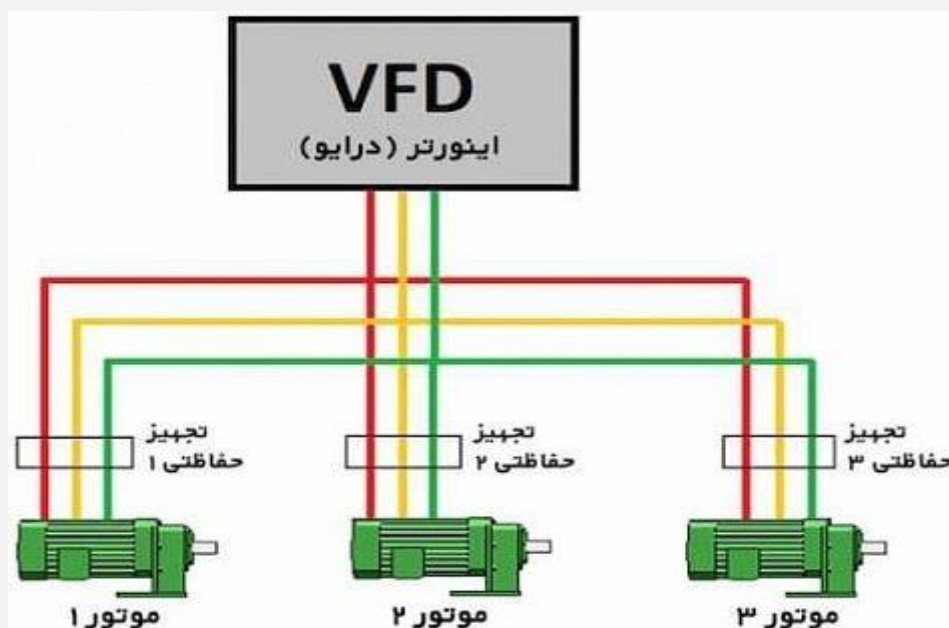 VFD
اینورتر (درایو)
تجهیز
حفاظتی ۱
تجهیز
حفاظتی ۲
تجهیز
حفاظتی ۳
موتور ۱
موتور ۲
موتور ۳